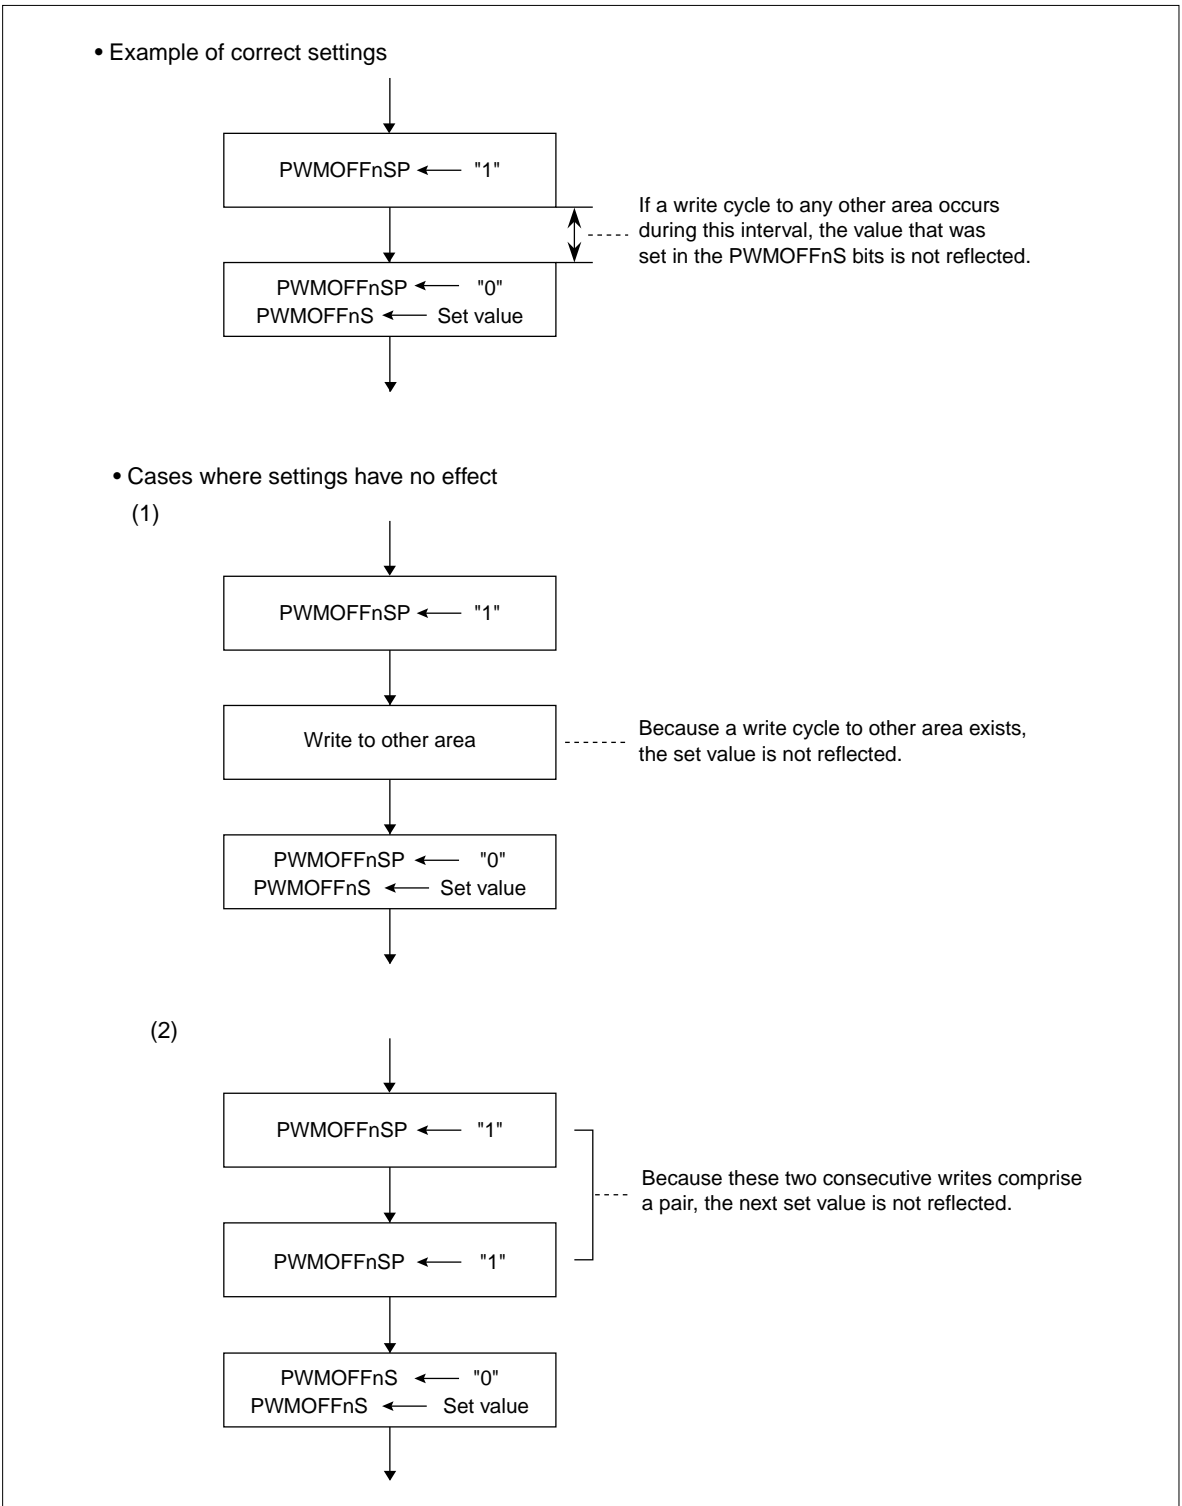 • Example of correct settings
PWMOFFnSP ← "1"
If a write cycle to any other area occurs
during this interval, the value that was
set in the PWMOFFnS bits is not reflected.
PWMOFFnSP ← "0"
PWMOFFnS ← Set value
• Cases where settings have no effect
(1)
PWMOFFnSP ← "1"
Write to other area
Because a write cycle to other area exists,
the set value is not reflected.
PWMOFFnSP ← "0"
PWMOFFnS ← Set value
(2)
PWMOFFnSP ← "1"
Because these two consecutive writes comprise
a pair, the next set value is not reflected.
PWMOFFnSP ← "1"
PWMOFFnS ← "0"
PWMOFFnS ← Set value